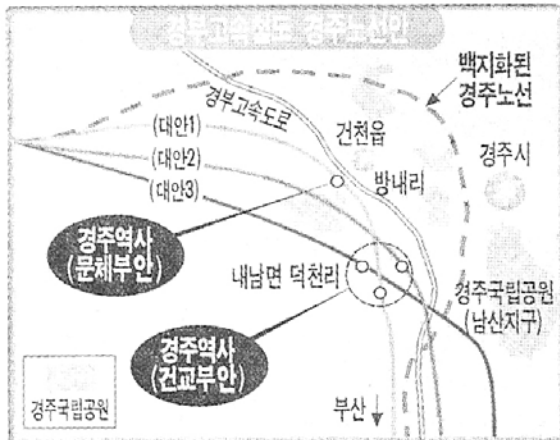 경부고속철도 경주노선안
백지화된
경주노선
경부고속도로
건천읍
(대안1)
경주시
(대안2)
방내리
(대안3)
경주역사
(문체부안)
내남면 덕천리
경주국립공원
(남산지구)
경주역사
(건교부안)
경주국립공원
부산